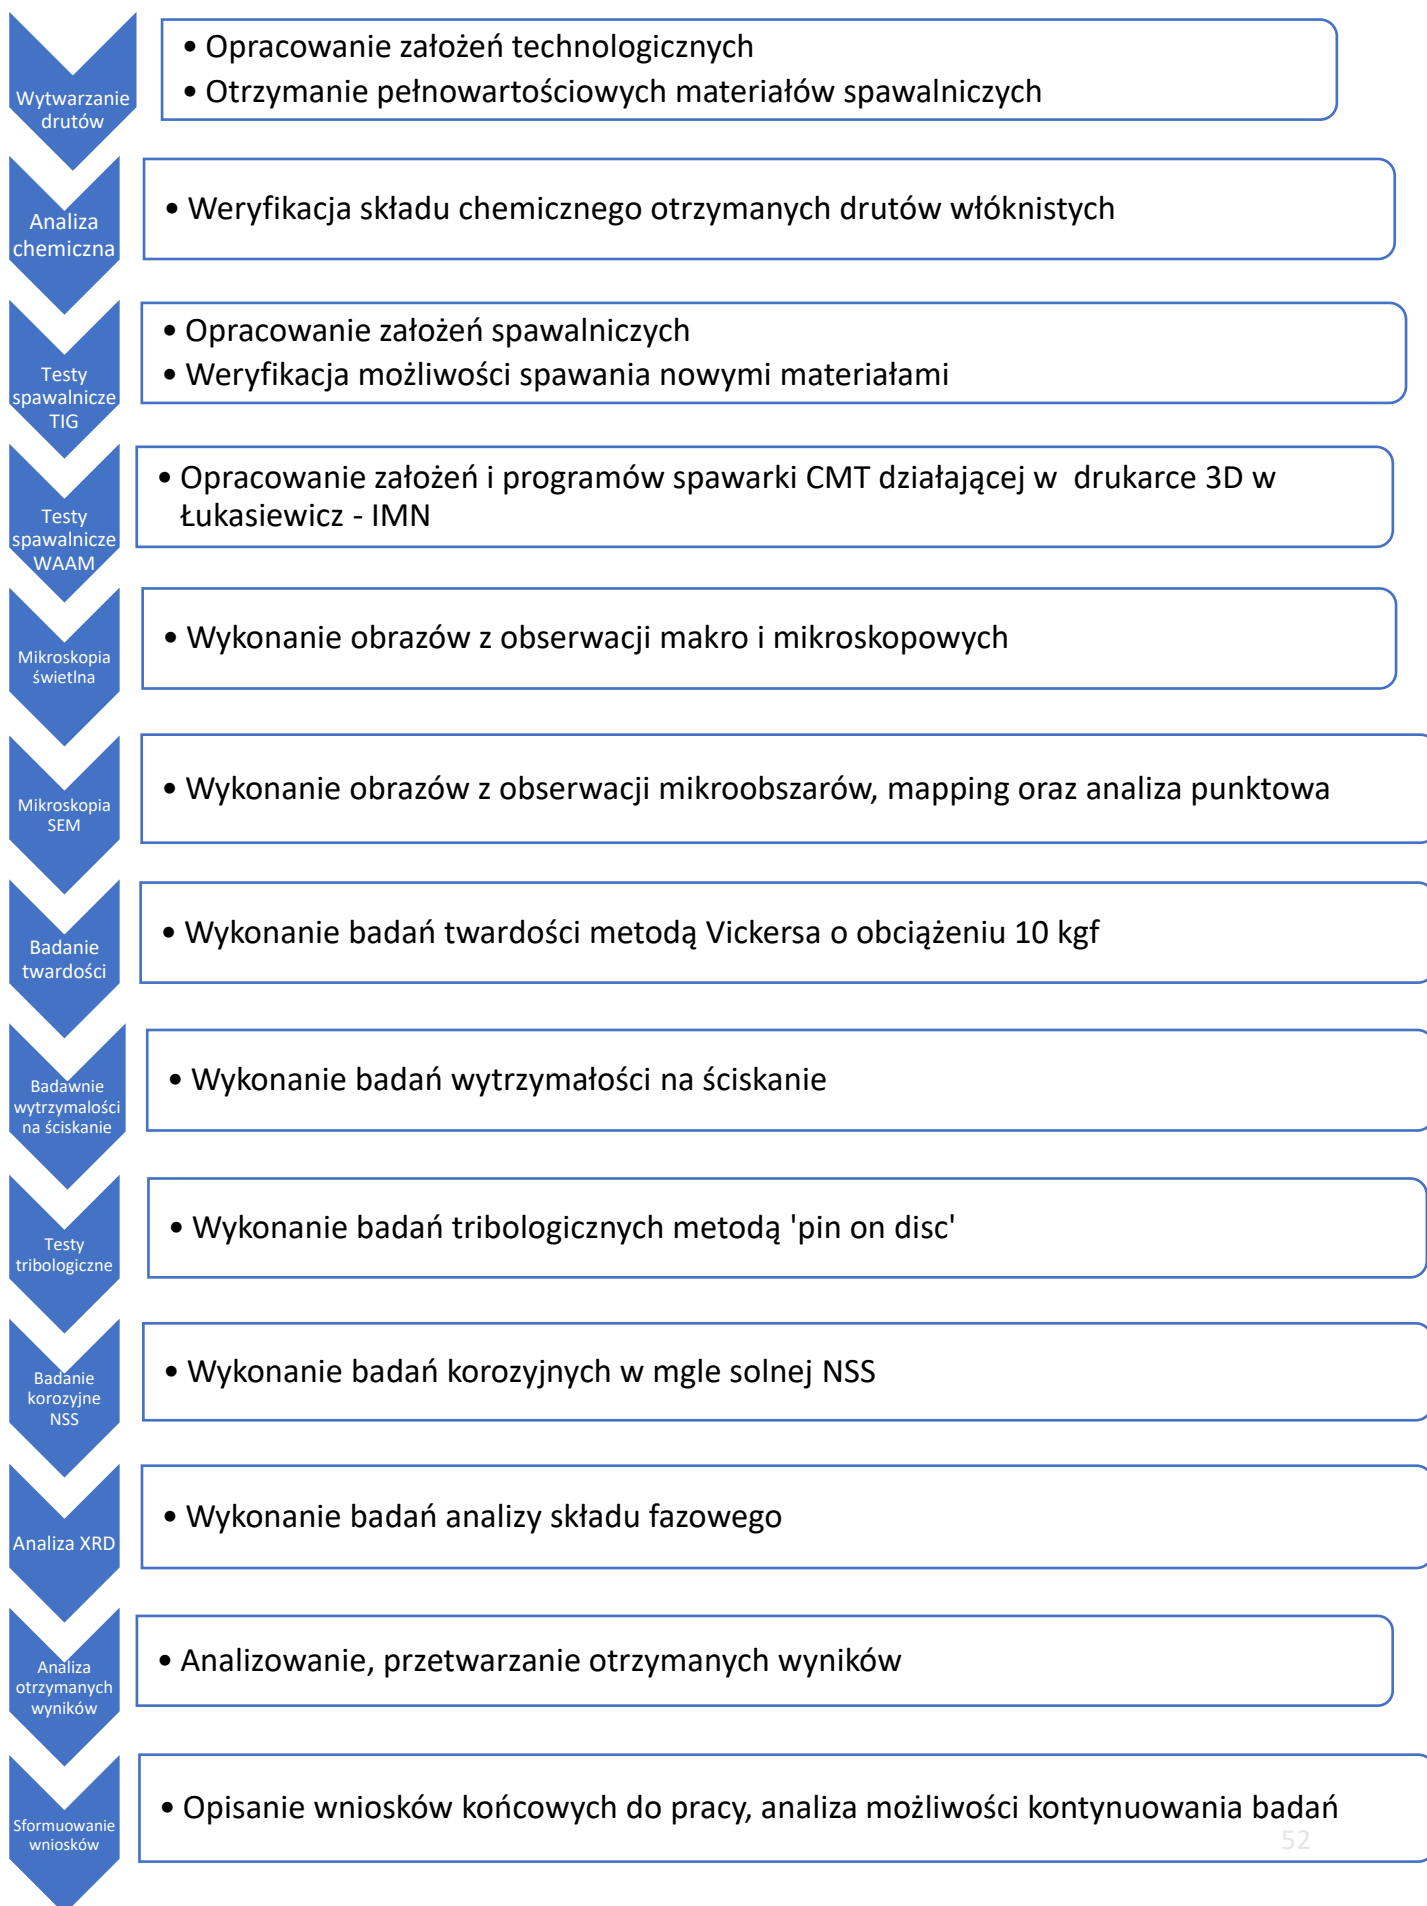 Wytwarzanie
drutów
• Opracowanie założeń technologicznych
• Otrzymanie pełnowartościowych materiałów spawalniczych
Analiza
chemiczna
• Weryfikacja składu chemicznego otrzymanych drutów włóknistych
Testy
spawalnicze
TIG
• Opracowanie założeń spawalniczych
• Weryfikacja możliwości spawania nowymi materiałami
Testy
spawalnicze
WAAM
• Opracowanie założeń i programów spawarki CMT działającej w  drukarce 3D w
Łukasiewicz - IMN
Mikroskopia
świetlna
• Wykonanie obrazów z obserwacji makro i mikroskopowych
Mikroskopia
SEM
• Wykonanie obrazów z obserwacji mikroobszarów, mapping oraz analiza punktowa
Badanie
twardości
• Wykonanie badań twardości metodą Vickersa o obciążeniu 10 kgf
Badawnie
wytrzymalości
na ściskanie
• Wykonanie badań wytrzymałości na ściskanie
Testy
tribologiczne
• Wykonanie badań tribologicznych metodą 'pin on disc'
Badanie
korozyjne
NSS
• Wykonanie badań korozyjnych w mgle solnej NSS
Analiza XRD
• Wykonanie badań analizy składu fazowego
Analiza
otrzymanych
wyników
• Analizowanie, przetwarzanie otrzymanych wyników
Sformuowanie
wniosków
• Opisanie wniosków końcowych do pracy, analiza możliwości kontynuowania badań
52